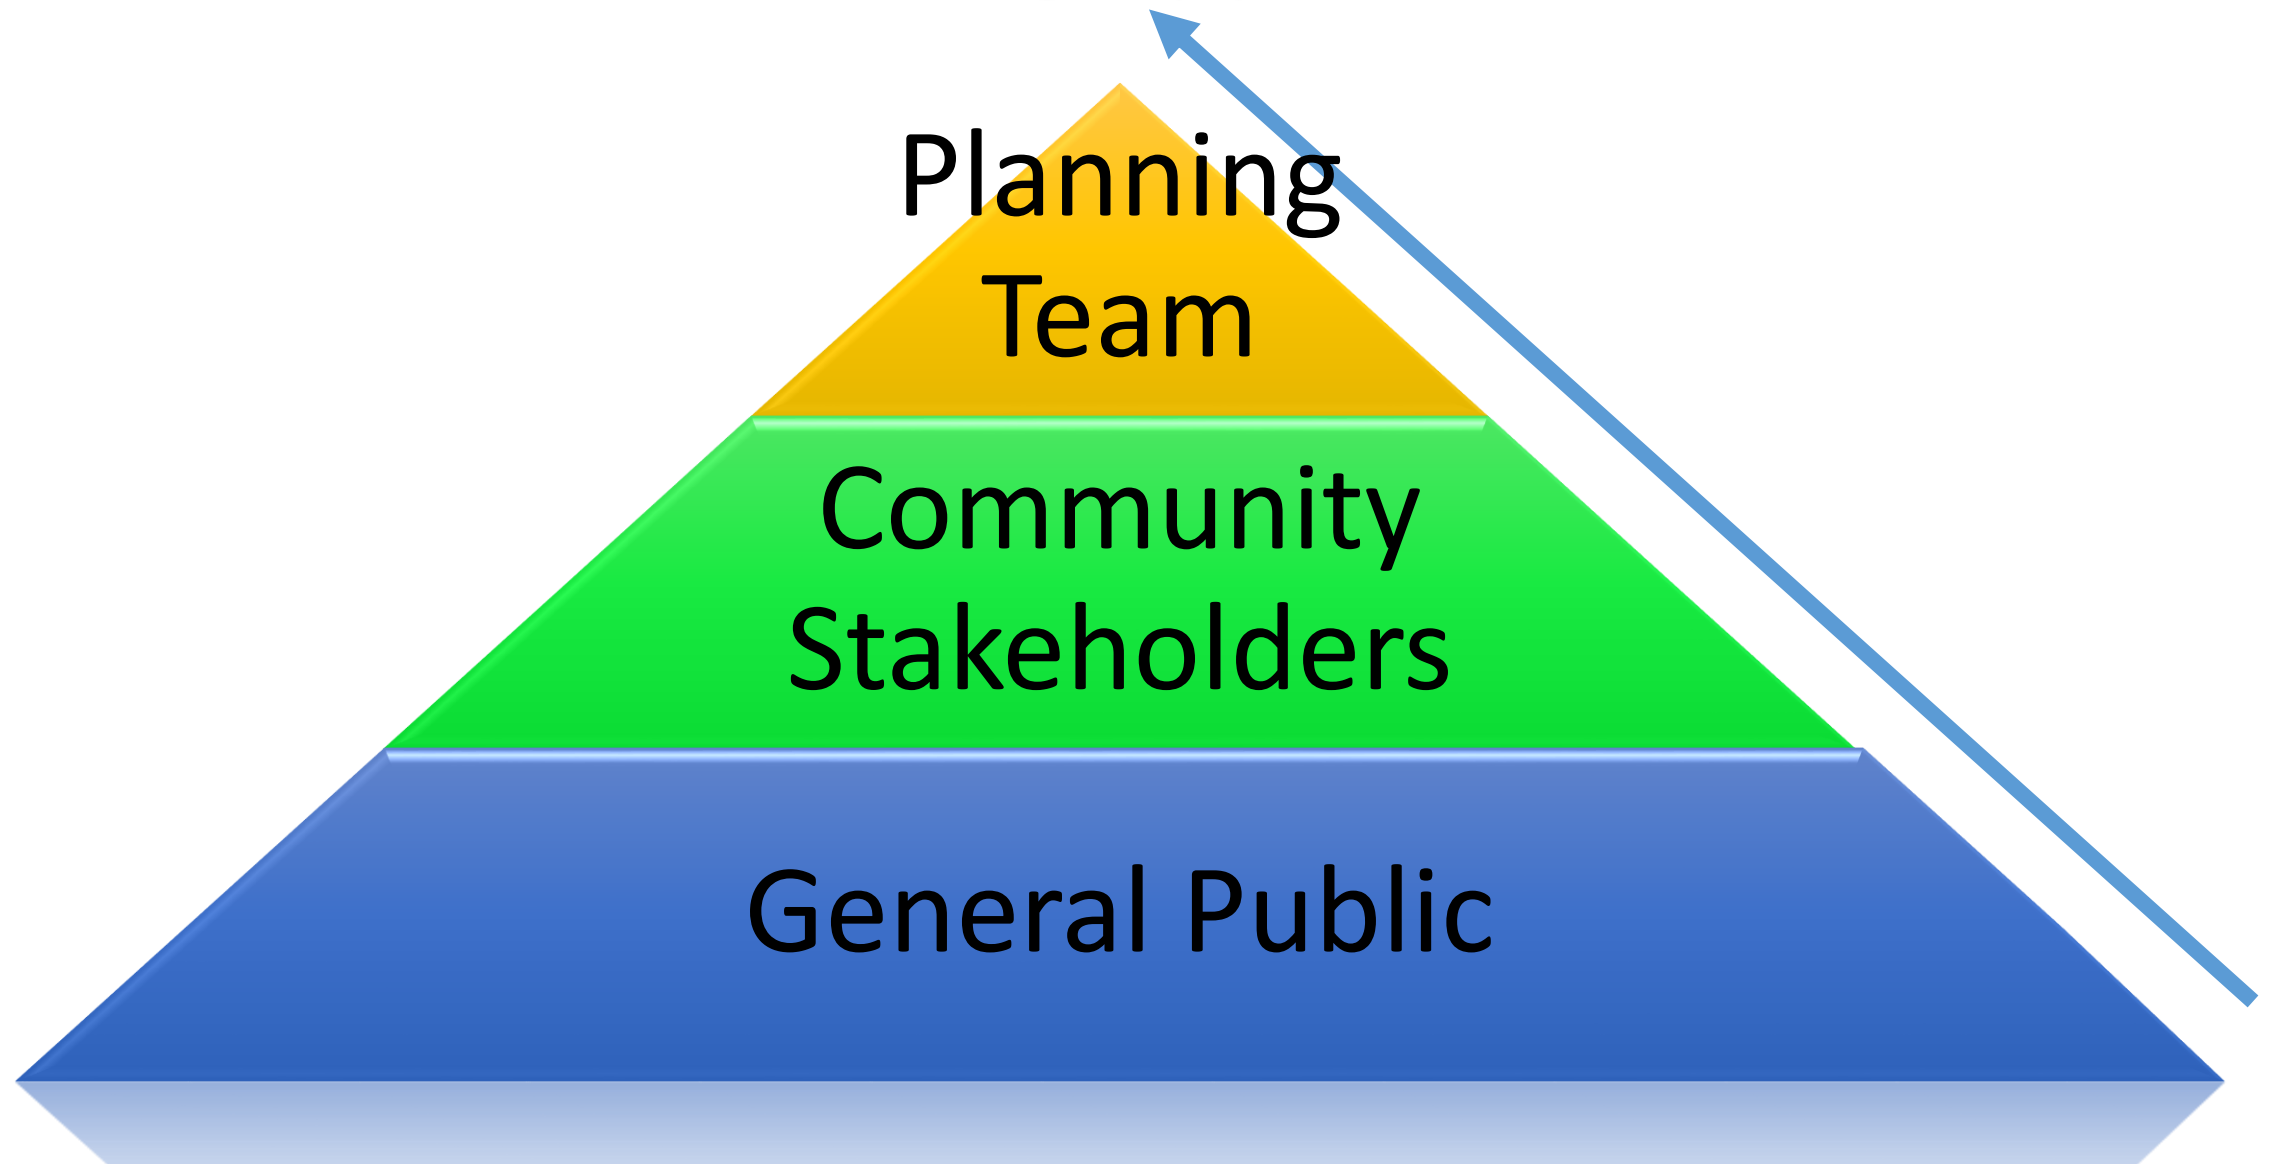 Planning
Team
Community
Stakeholders
General Public